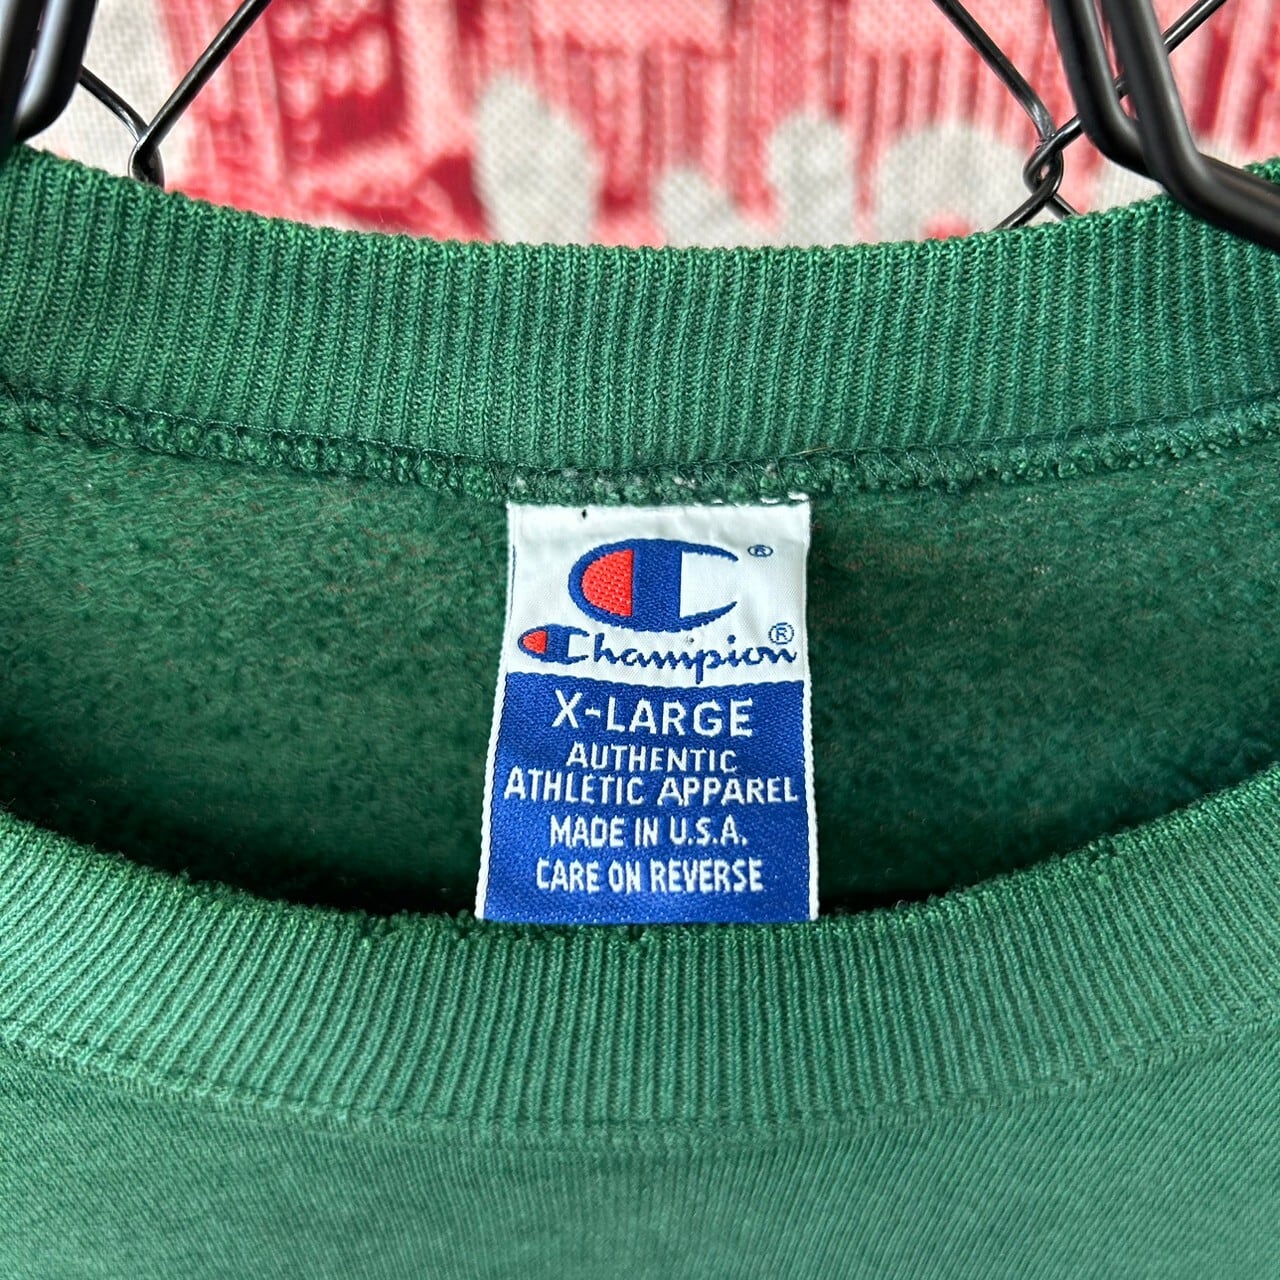 ®
Champion®
X-LARGE
AUTHENTIC
ATHLETIC APPAREL
MADE IN U.S.A.
CARE ON REVERSE